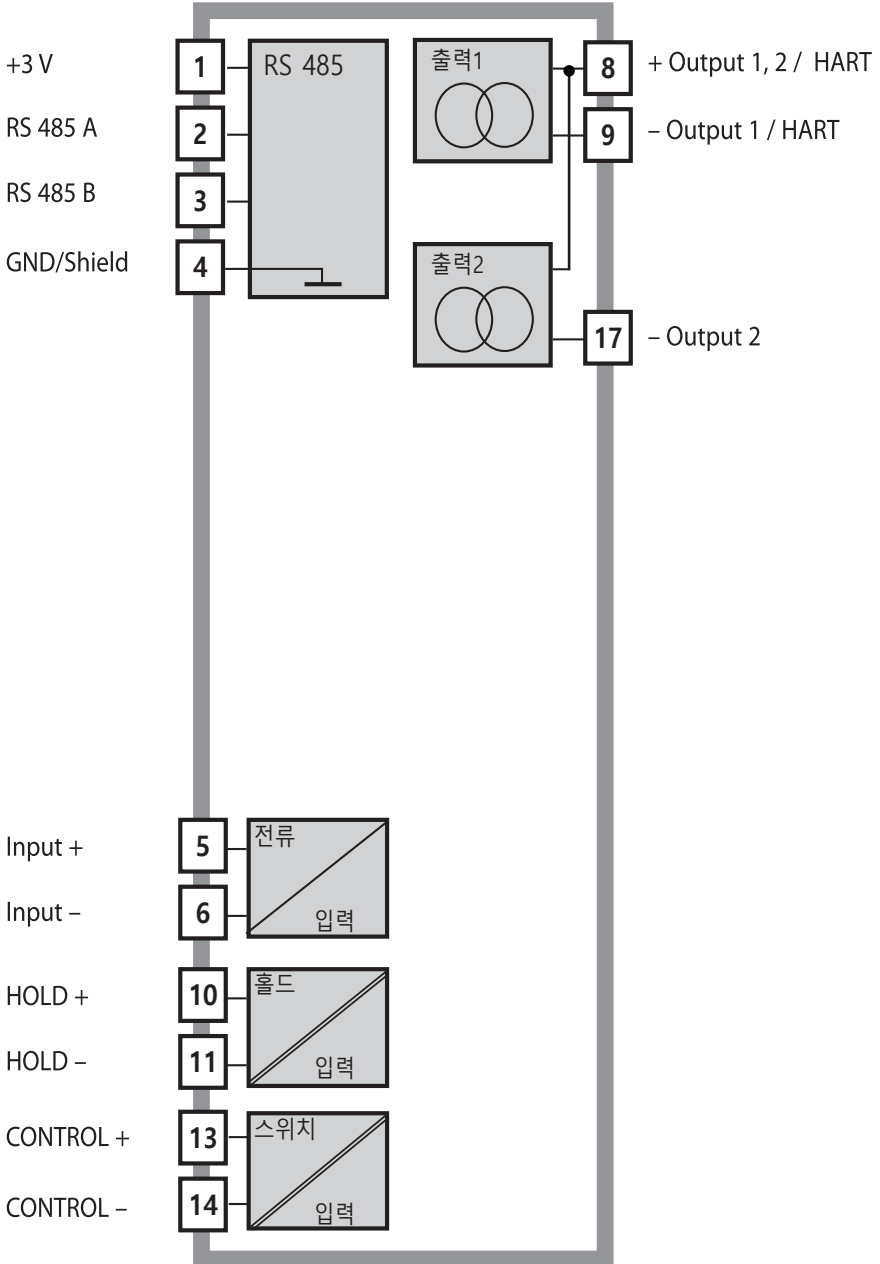 +3 V
1
RS 485
RS 485 A
2
RS 485 B
3
GND/Shield
4
출력1
8
+ Output 1, 2 / HART
9
– Output 1 / HART
출력2
17
– Output 2
Input +
5
전류
Input –
6
입력
HOLD +
10
홀드
HOLD –
11
입력
CONTROL +
13
스위치
CONTROL –
14
입력